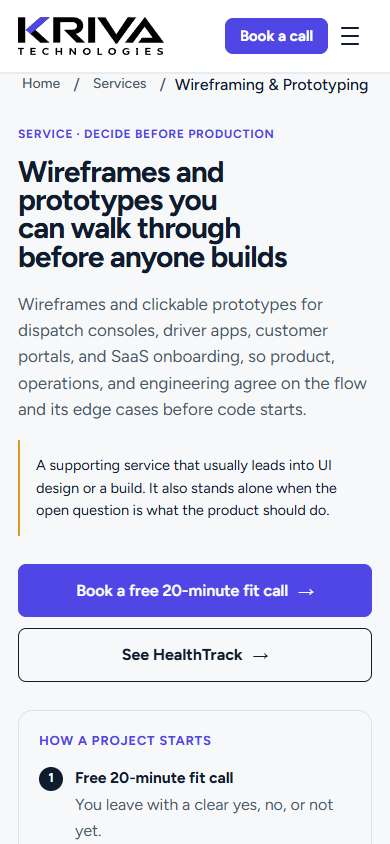 KRIVA
TECHNOLOGIES
Book a call
Home / Services / Wireframing & Prototyping
SERVICE · DECIDE BEFORE PRODUCTION
Wireframes and
prototypes you
can walk through
before anyone builds
Wireframes and clickable prototypes for
dispatch consoles, driver apps, customer
portals, and SaaS onboarding, so product,
operations, and engineering agree on the flow
and its edge cases before code starts.
A supporting service that usually leads into UI
design or a build. It also stands alone when the
open question is what the product should do.
Book a free 20-minute fit call →
See HealthTrack →
HOW A PROJECT STARTS
1 Free 20-minute fit call
You leave with a clear yes, no, or not
yet.